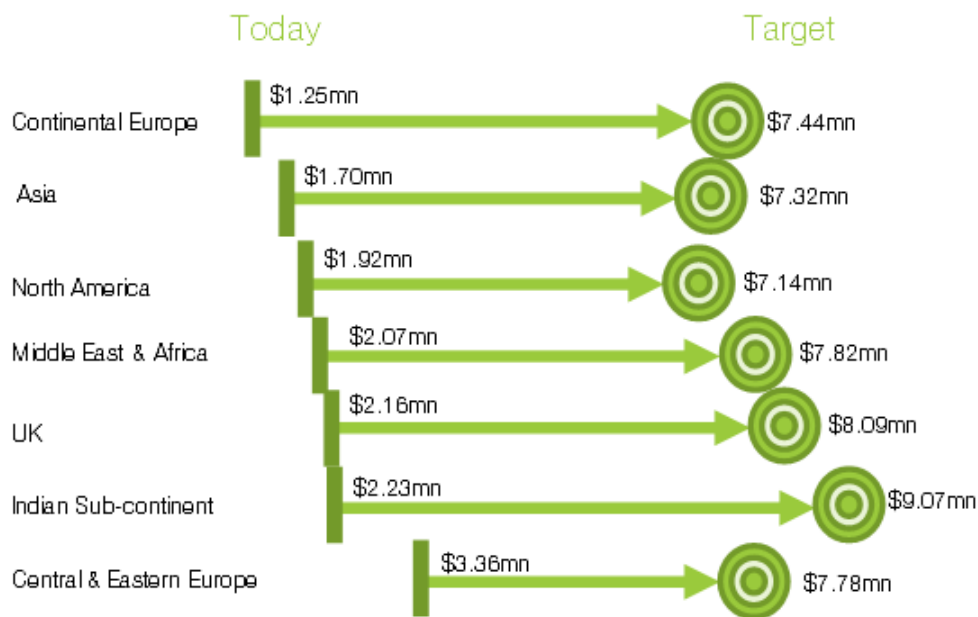 Today Target
Continental Europe $1.25mn $7.44mn
Asia $1.70mn $7.32mn
North America $1.92mn $7.14mn
Middle East & Africa $2.07mn $7.82mn
UK $2.16mn $8.09mn
Indian Sub-continent $2.23mn $9.07mn
Central & Eastern Europe $3.36mn $7.78mn